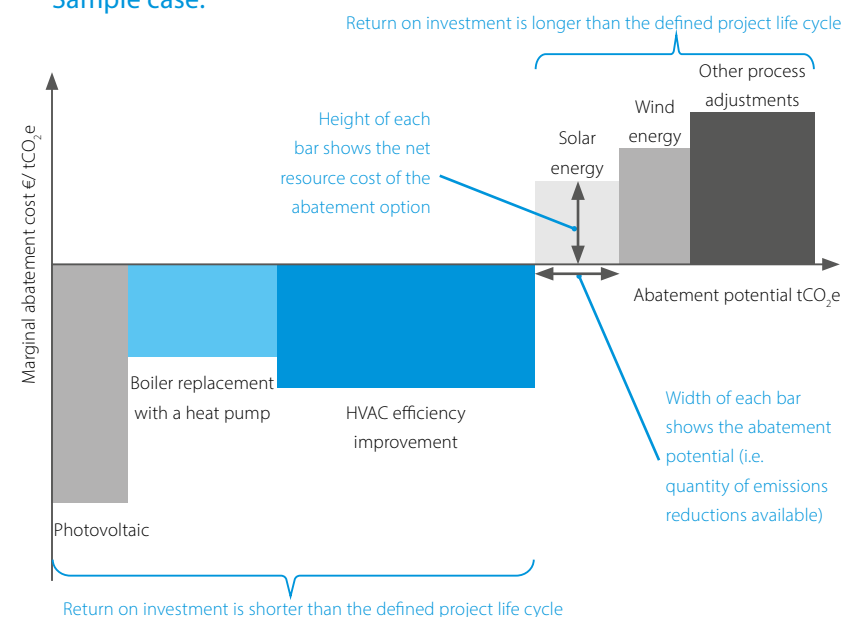 Sample case:
Return on investment is longer than the defined project life cycle
Other process
adjustments
Wind
energy
Solar
energy
Height of each
bar shows the net
resource cost of the
abatement option
Marginal abatement cost €/ tCO₂e
Abatement potential tCO₂e
Boiler replacement
with a heat pump
HVAC efficiency
improvement
Width of each bar
shows the abatement
potential (i.e.
quantity of emissions
reductions available)
Photovoltaic
Return on investment is shorter than the defined project life cycle